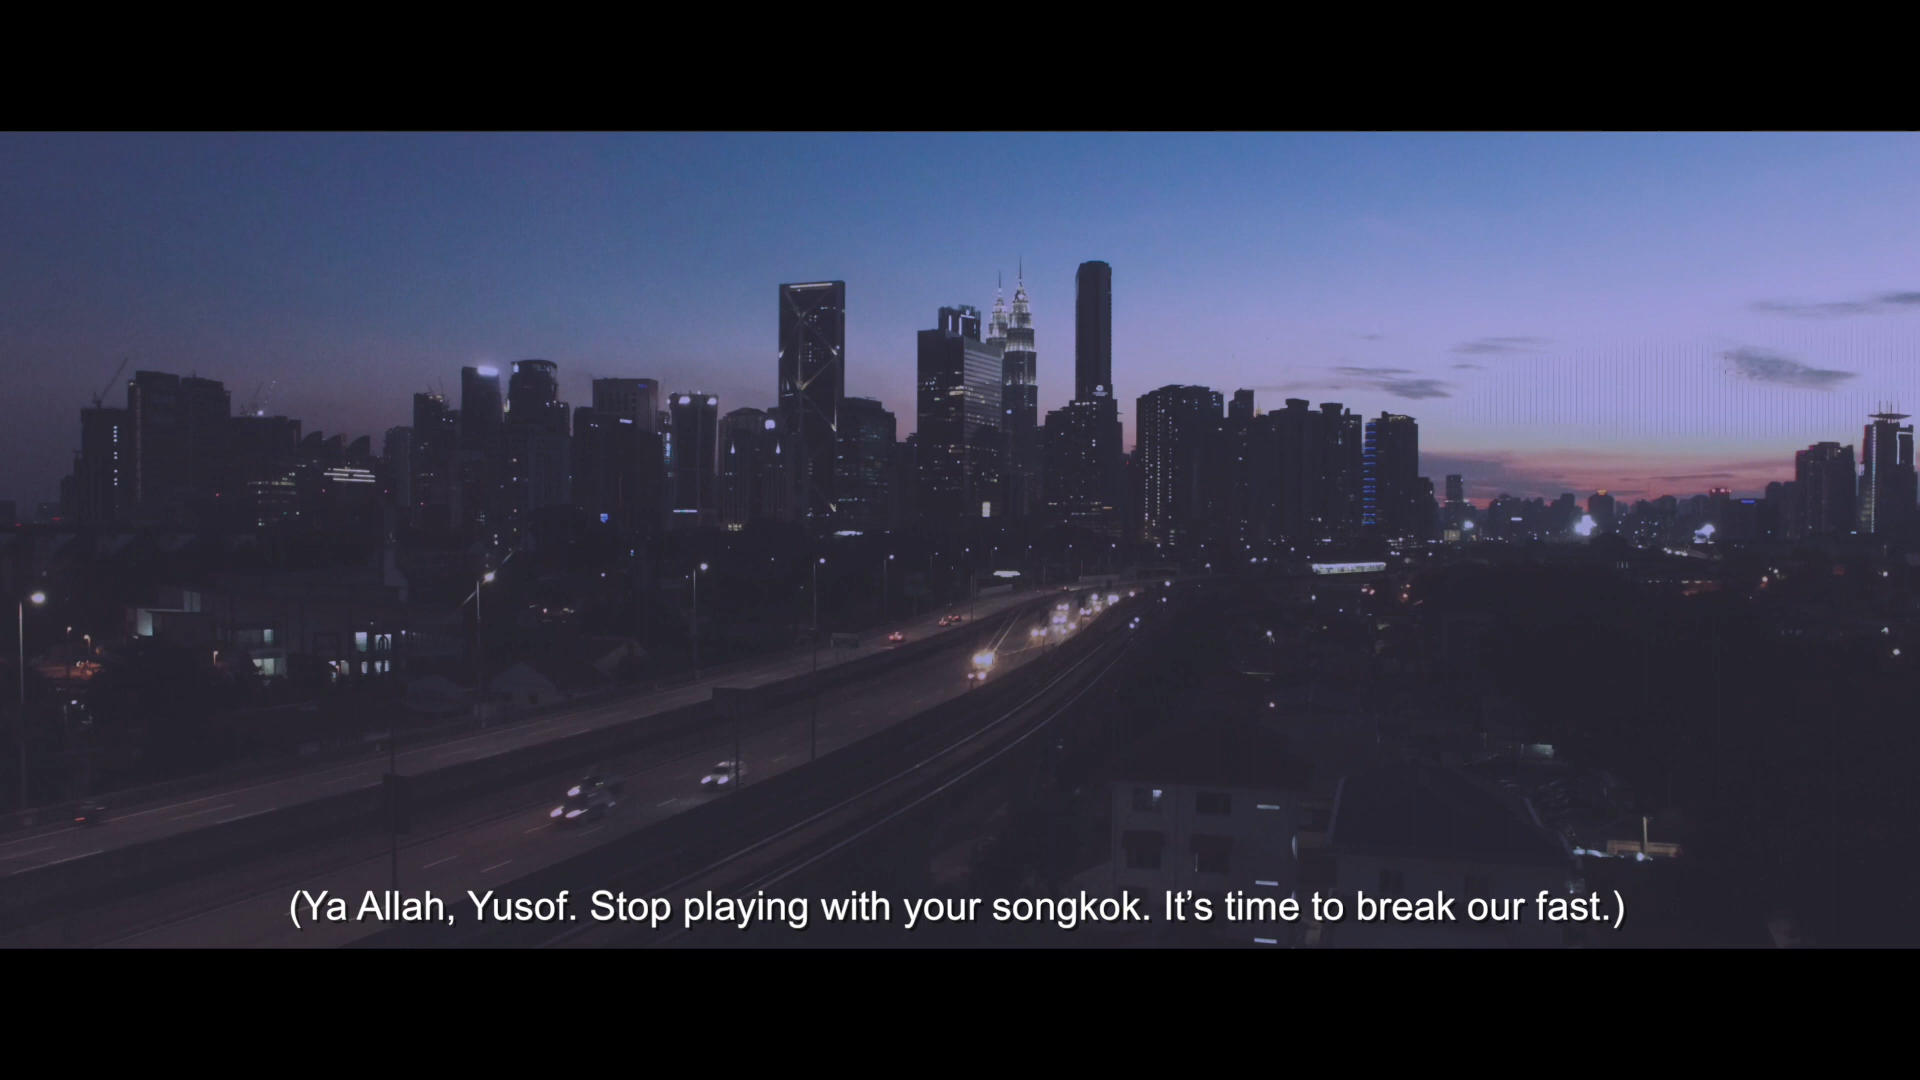 (Ya Allah, Yusof. Stop playing with your songkok. It’s time to break our fast.)